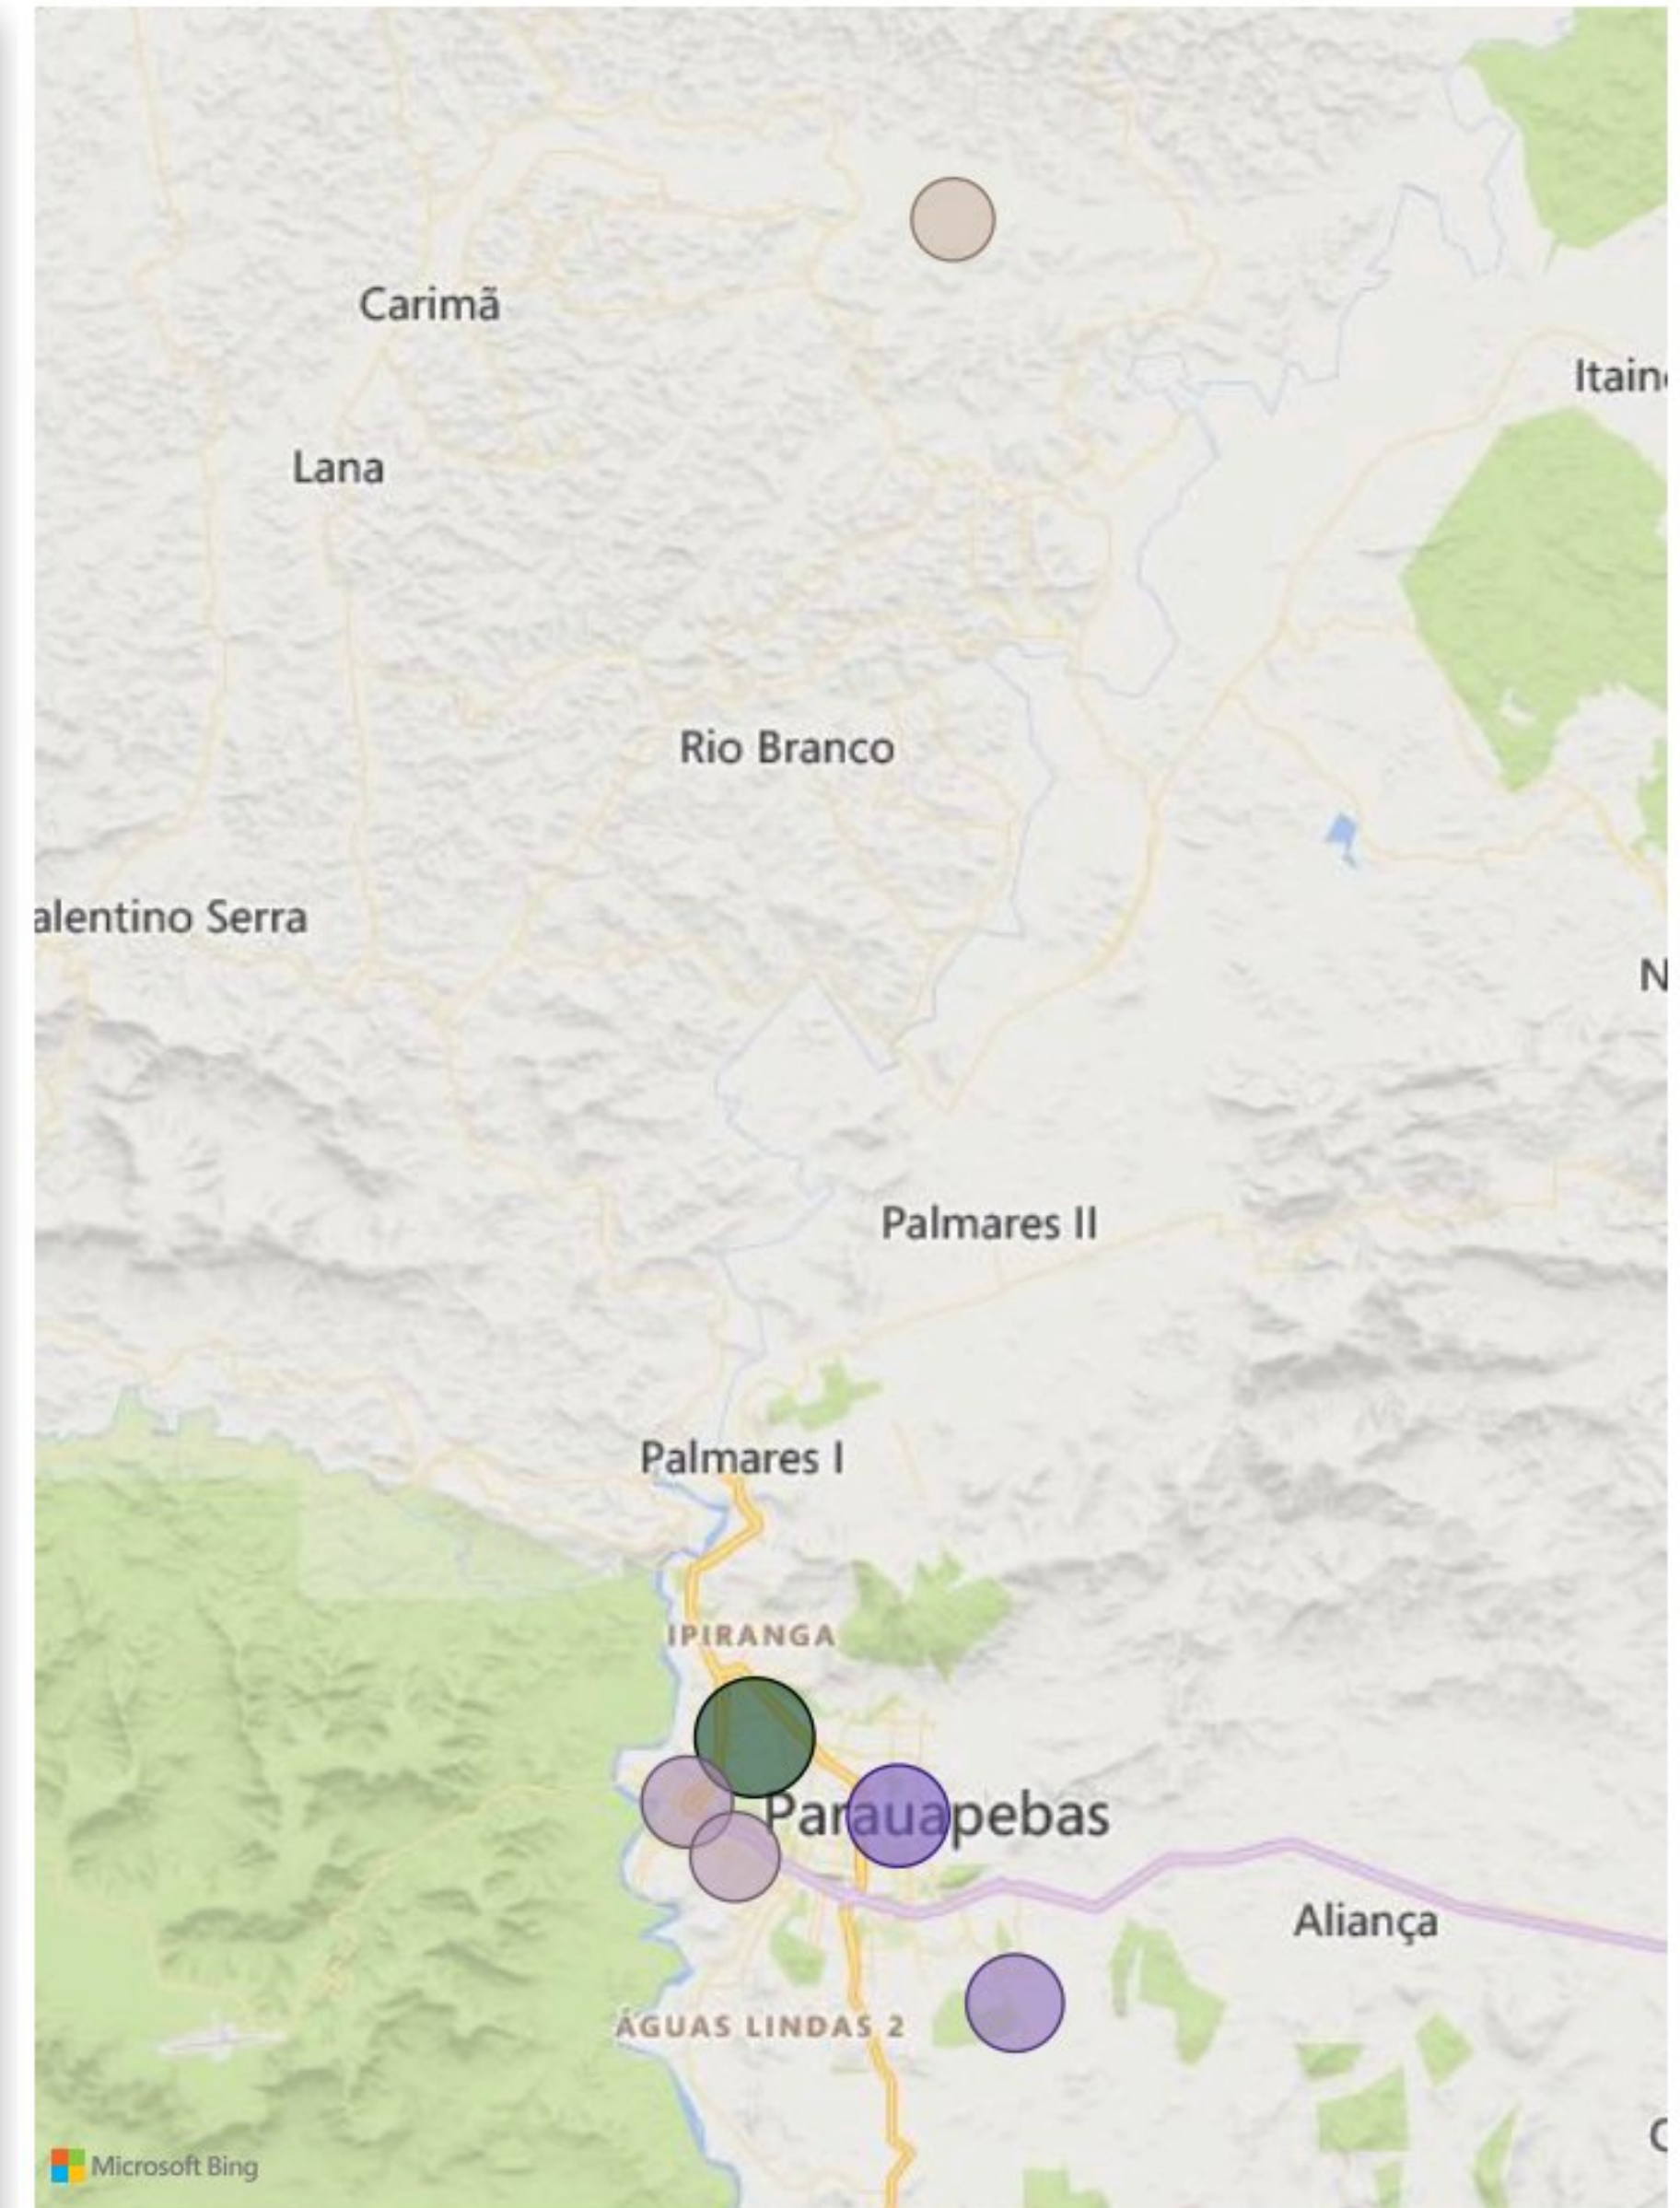 Carimã
Itain
Lana
Rio Branco
alentino Serra
N
Palmares II
Palmares I
IPIRANGA
Parauapebas
Aliança
ÁGUAS LINDAS 2
Microsoft Bing